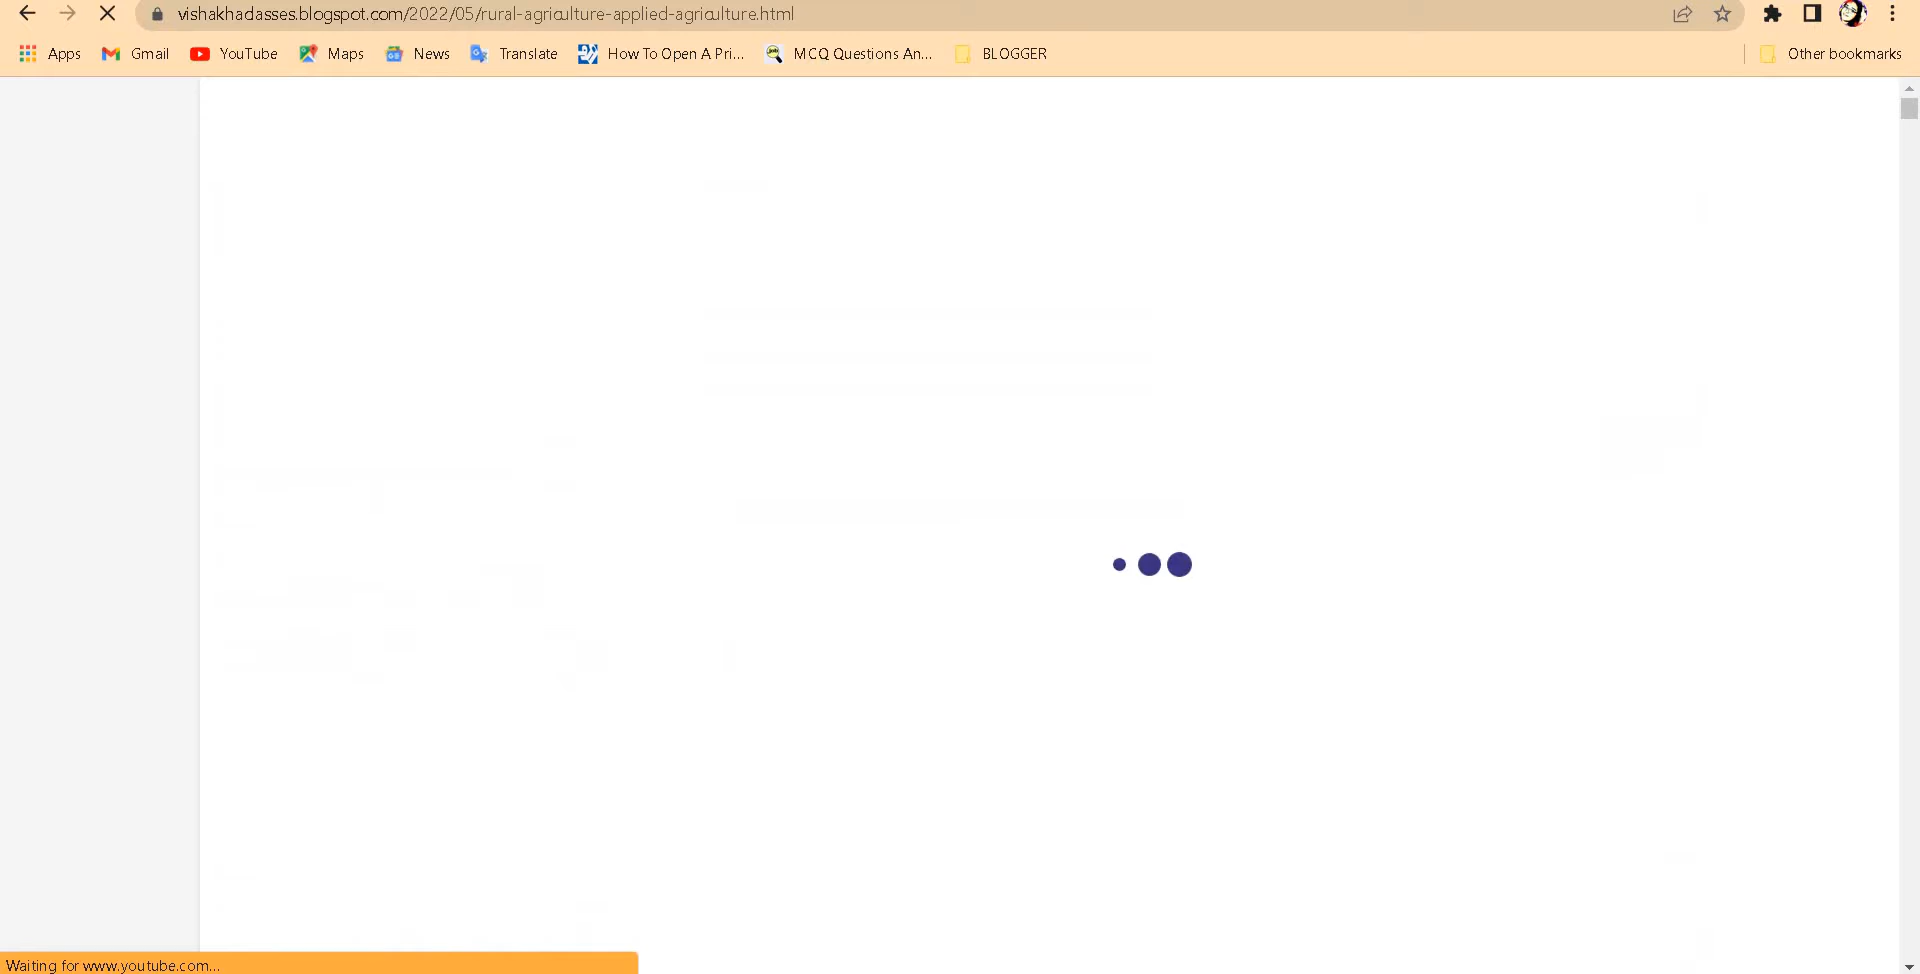 vishakhadasses.blogspot.com/2022/05/rural-agriculture-applied-agriculture.html
Apps Gmail YouTube Maps News Translate How To Open A Pri... MCQ Questions An... BLOGGER Other bookmarks
Waiting for www.youtube.com...